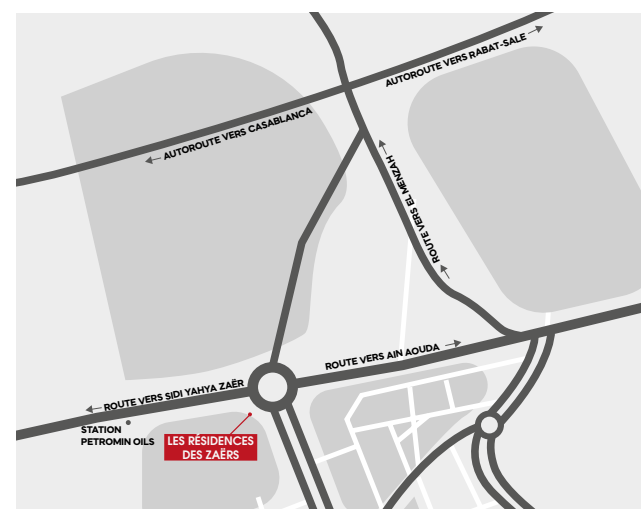 AUTOROUTE VERS RABAT-SALE
AUTOROUTE VERS CASABLANCA
ROUTE VERS EL MENZAH
ROUTE VERS AIN AOUDA
ROUTE VERS SIDI YAHYA ZAËR
STATION
PETROMIN OILS
LES RÉSIDENCES
DES ZAËRS